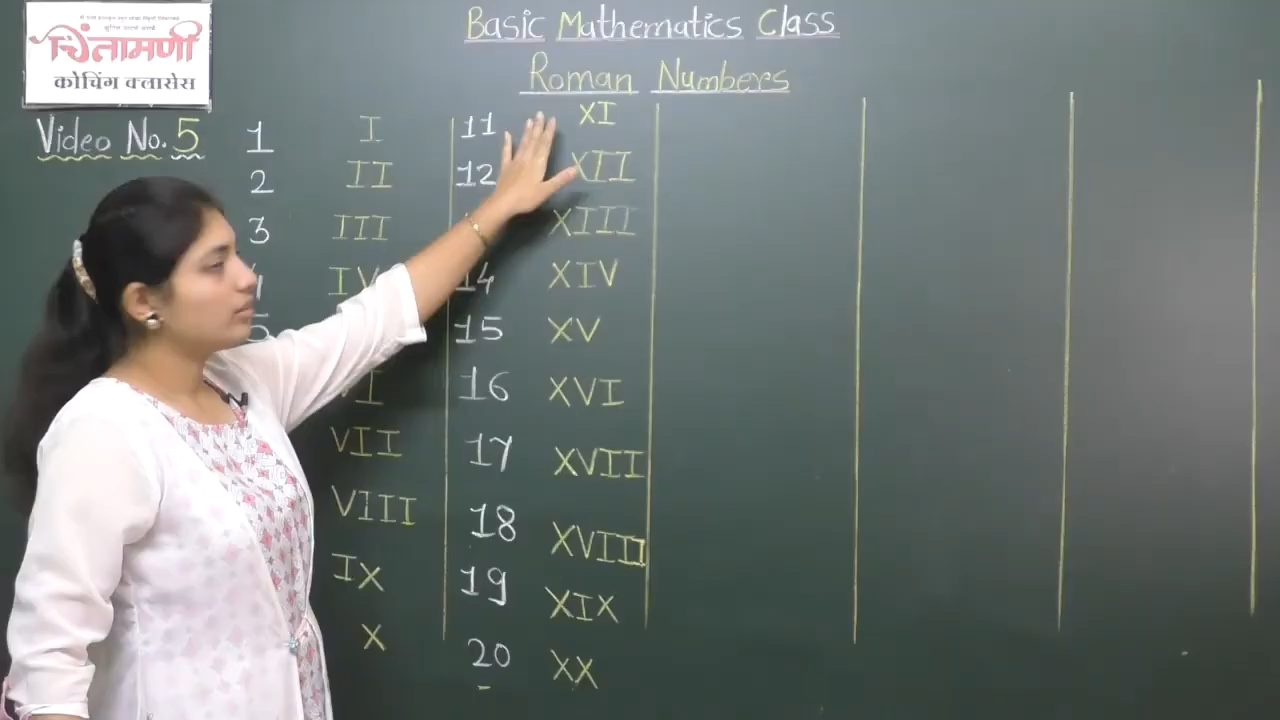 चिंतामणी
कोचिंग क्लासेस
Basic Mathematics Class
Roman Numbers
Video No. 5
1 I
2 II
3 III
IV
VI
VII
VIII
IX
X
11 XI
12 XII
XIII
14 XIV
15 XV
16 XVI
17 XVII
18 XVIII
19 XIX
20 XX